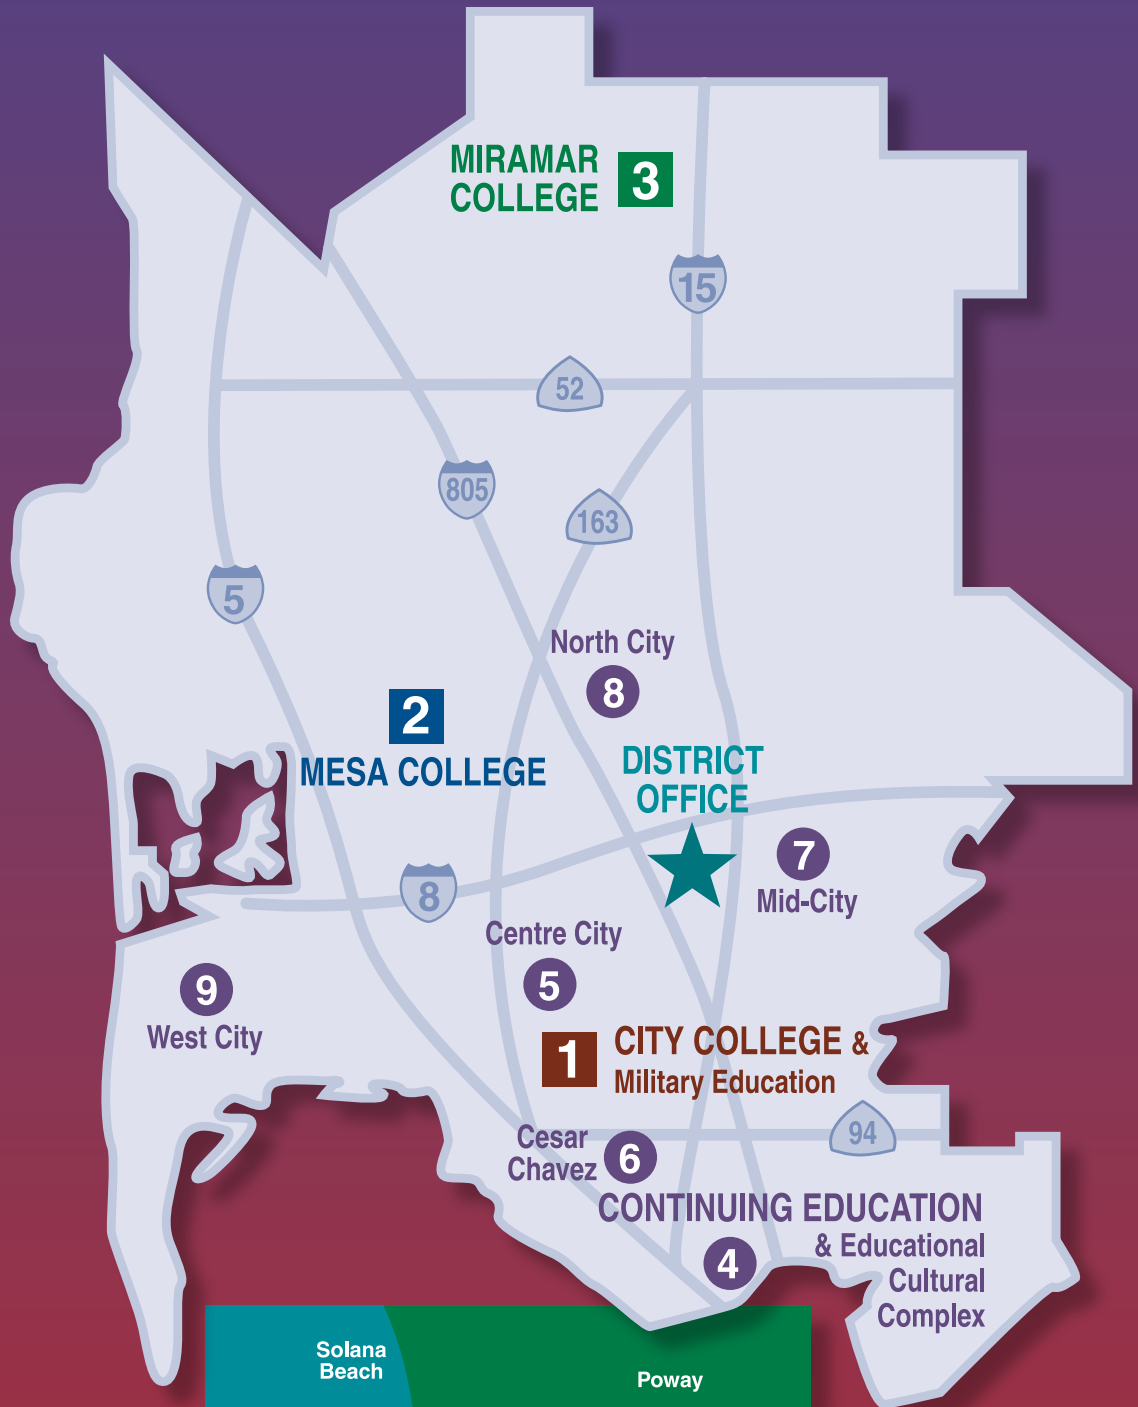 MIRAMAR
COLLEGE
3
15
52
805
163
5
North City
8
2
MESA COLLEGE
DISTRICT
OFFICE
7
Mid-City
8
Centre City
5
9
West City
1
CITY COLLEGE &
Military Education
94
Cesar
Chavez
6
CONTINUING EDUCATION
& Educational
Cultural
Complex
4
Solana
Beach
Poway